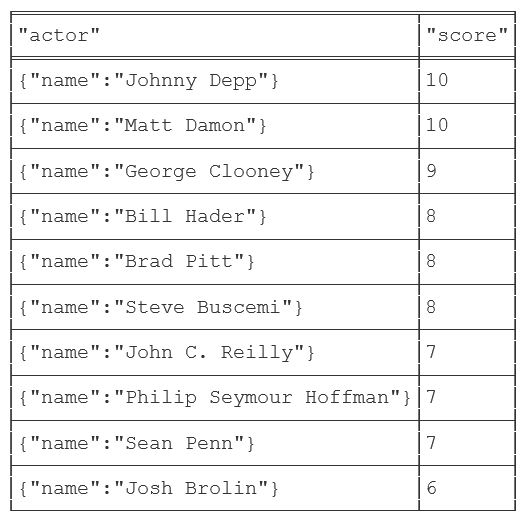 "actor" "score"
{"name":"Johnny Depp"} 10
{"name":"Matt Damon"} 10
{"name":"George Clooney"} 9
{"name":"Bill Hader"} 8
{"name":"Brad Pitt"} 8
{"name":"Steve Buscemi"} 8
{"name":"John C. Reilly"} 7
{"name":"Philip Seymour Hoffman"} 7
{"name":"Sean Penn"} 7
{"name":"Josh Brolin"} 6